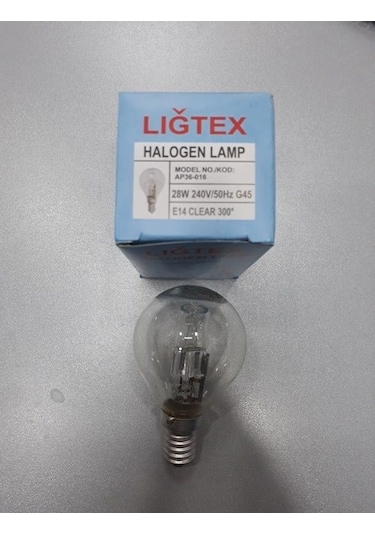 LIĞTEX
HALOGEN LAMP
MODEL NO./KOD:
AP36-016
28W 240V/50Hz G45
E14 CLEAR 300°